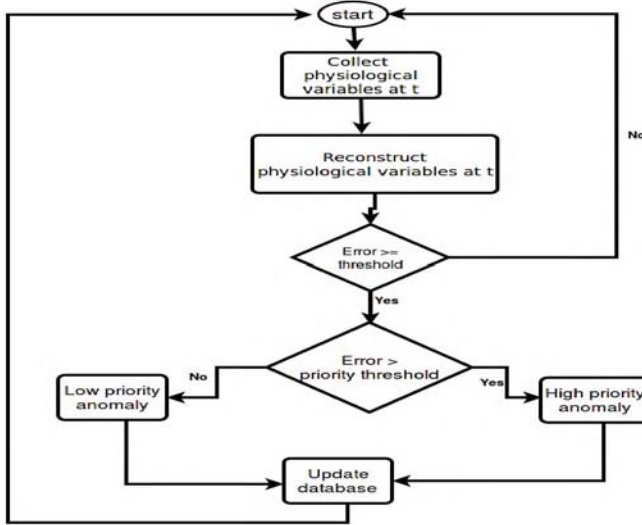 start
Collect
physiological
variables at t
Reconstruct
physiological variables at t
No
Error >=
threshold
Yes
Error >
priority threshold
No
Yes
Low priority
anomaly
High priority
anomaly
Update
database